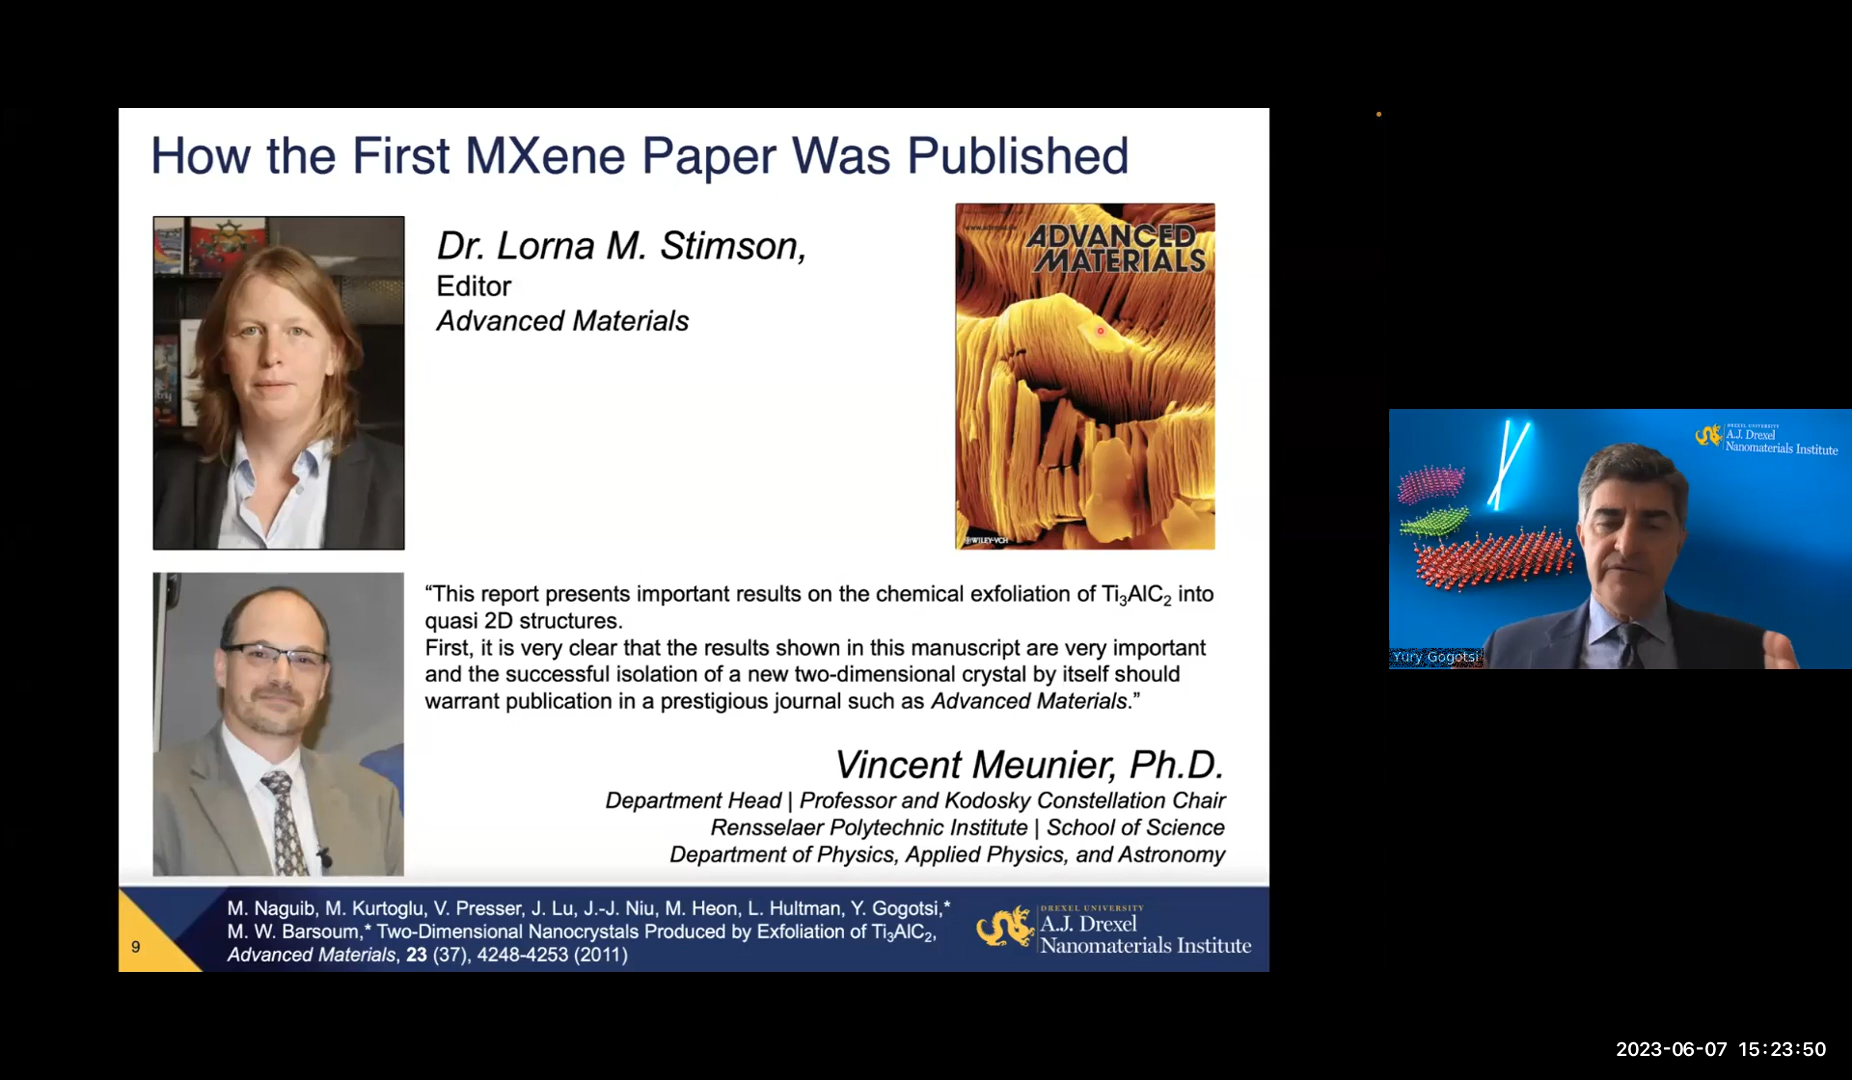 How the First MXene Paper Was Published
Dr. Lorna M. Stimson,
Editor
Advanced Materials
ADVANCED
MATERIALS
WILEY-VCH
“This report presents important results on the chemical exfoliation of Ti3AlC2 into
quasi 2D structures.
First, it is very clear that the results shown in this manuscript are very important
and the successful isolation of a new two-dimensional crystal by itself should
warrant publication in a prestigious journal such as Advanced Materials.”
Vincent Meunier, Ph.D.
Department Head | Professor and Kodosky Constellation Chair
Rensselaer Polytechnic Institute | School of Science
Department of Physics, Applied Physics, and Astronomy
9
M. Naguib, M. Kurtoglu, V. Presser, J. Lu, J.-J. Niu, M. Heon, L. Hultman, Y. Gogotsi,*
M. W. Barsoum,* Two-Dimensional Nanocrystals Produced by Exfoliation of Ti3AlC2,
Advanced Materials, 23 (37), 4248-4253 (2011)
DREXEL UNIVERSITY
A.J. Drexel
Nanomaterials Institute
DREXEL UNIVERSITY
A.J. Drexel
Nanomaterials Institute
Yury Gogotsi
2023-06-07 15:23:50